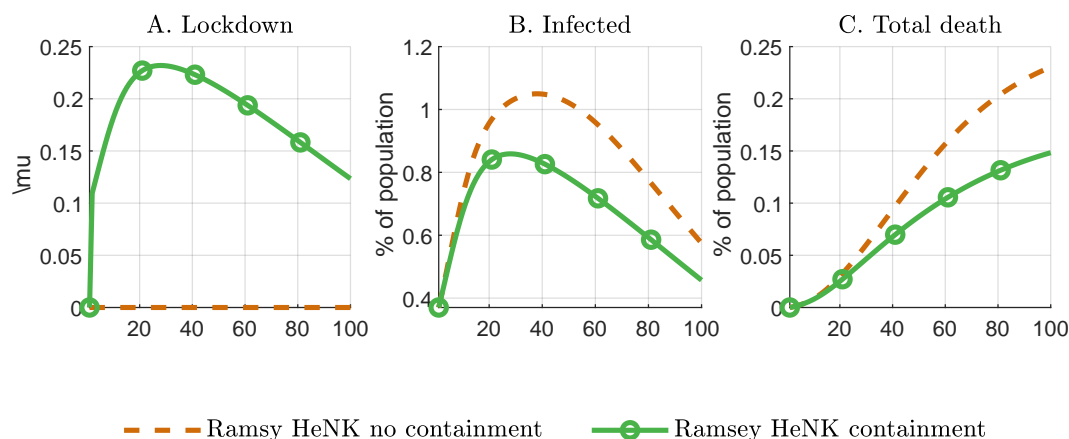 A. Lockdown
0.25
0.2
0.15
0.1
0.05
0
\mu
20 40 60 80 100
B. Infected
1.2
1
0.8
0.6
0.4
% of population
20 40 60 80 100
C. Total death
0.25
0.2
0.15
0.1
0.05
0
% of population
20 40 60 80 100
Ramsy HeNK no containment
Ramsey HeNK containment